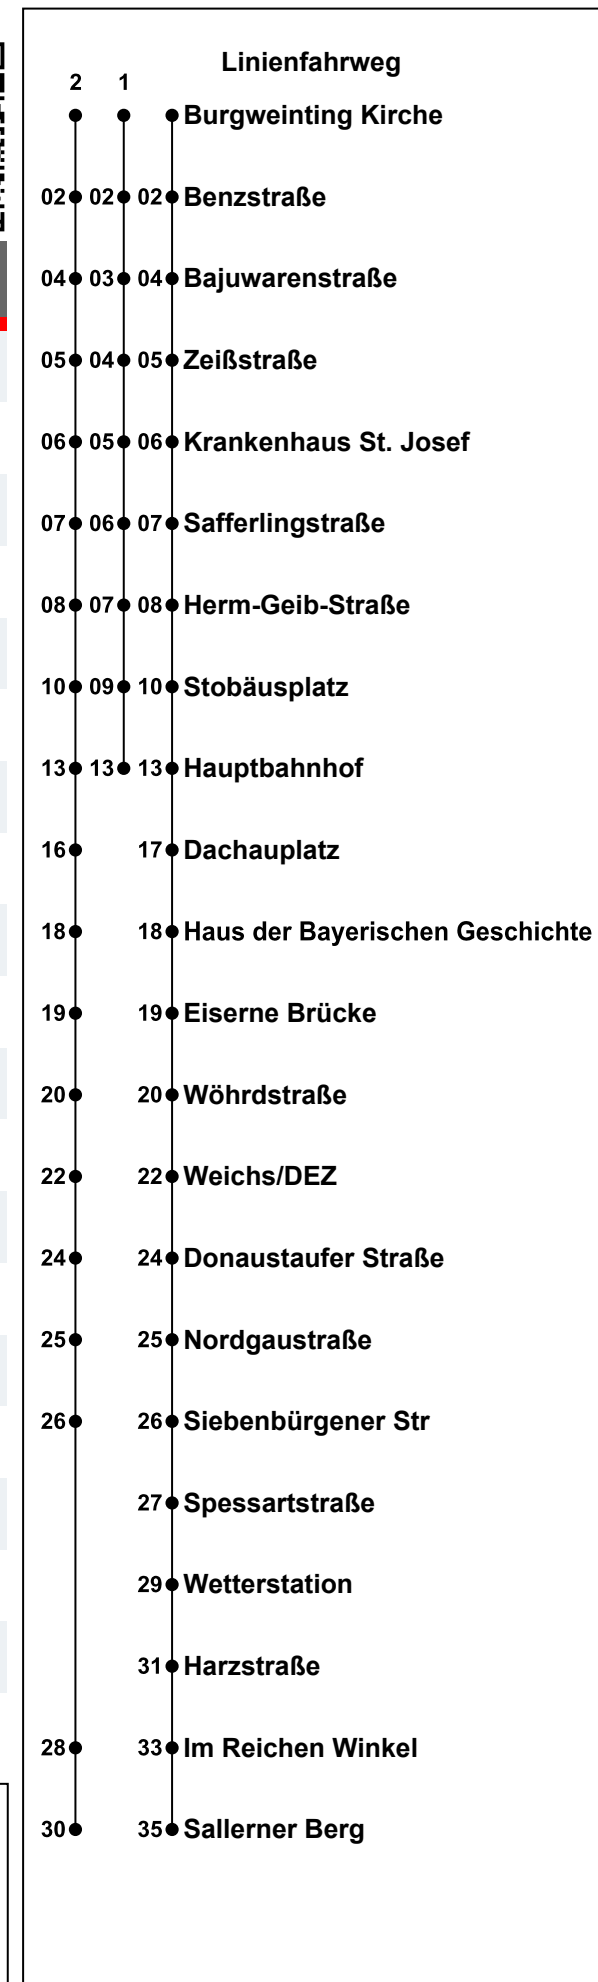 Linienfahrweg
2 1
Burgweinting Kirche
02 02 02 Benzstraße
04 03 04 Bajuwarenstraße
05 04 05 Zeißstraße
06 05 06 Krankenhaus St. Josef
07 06 07 Safferlingstraße
08 07 08 Herm-Geib-Straße
10 09 10 Stobäusplatz
13 13 13 Hauptbahnhof
16 17 Dachauplatz
18 18 Haus der Bayerischen Geschichte
19 19 Eiserne Brücke
20 20 Wöhrdstraße
22 22 Weichs/DEZ
24 24 Donaustaufer Straße
25 25 Nordgaustraße
26 26 Siebenbürgener Str
27 Spessartstraße
29 Wetterstation
31 Harzstraße
28 33 Im Reichen Winkel
30 35 Sallerner Berg